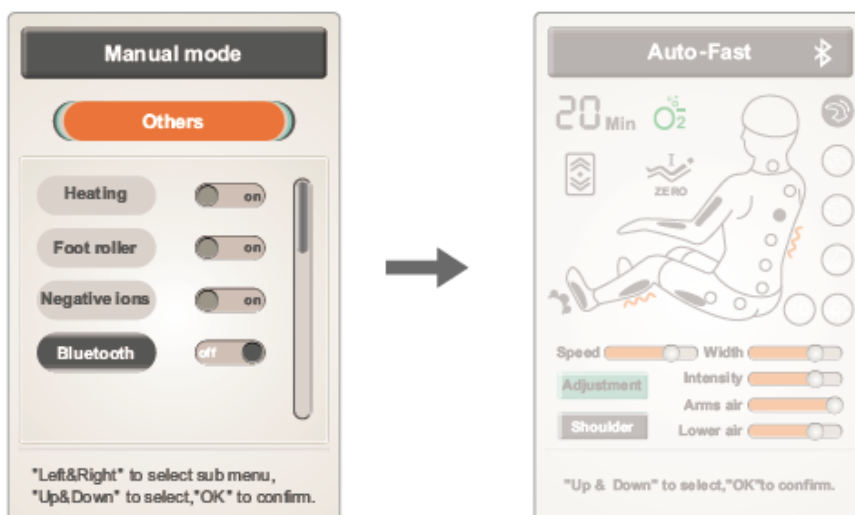 Manual mode
Others
Heating
on
Foot roller
on
Negative ions
on
Bluetooth
off
"Left&Right" to select sub menu,
"Up&Down" to select,"OK" to confirm.
Auto-Fast
20 Min
O2
I
ZERO
Speed
Width
Adjustment
Intensity
Arms air
Shoulder
Lower air
"Up & Down" to select,"OK"to confirm.